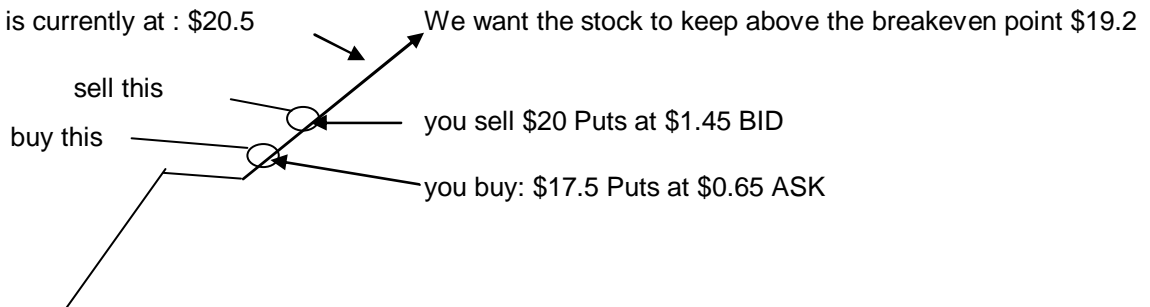 is currently at : $20.5
We want the stock to keep above the breakeven point $19.2
sell this
you sell $20 Puts at $1.45 BID
buy this
you buy: $17.5 Puts at $0.65 ASK